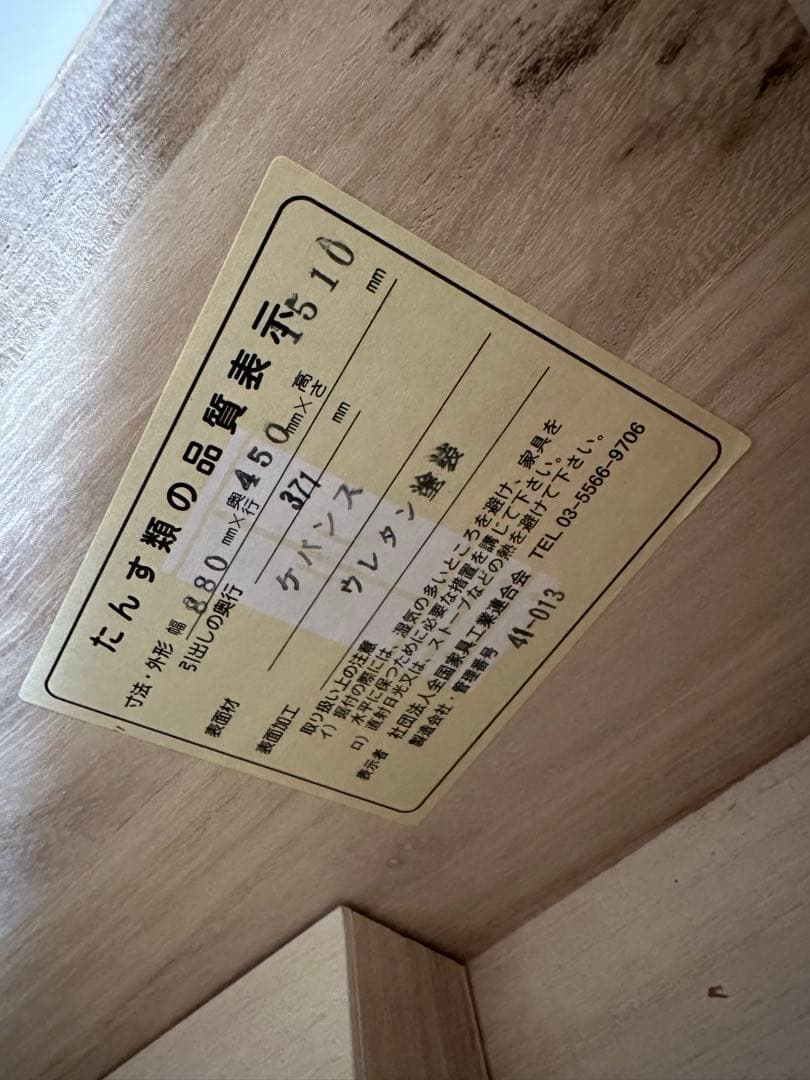 たんす類の品質表示
寸法・外形 幅 880 mm×奥行 450 mm×高さ 1510 mm
引出しの奥行 371 mm
表面材 ケバンス
表面加工 ウレタン塗装
取り扱い上の注意
イ) 据付の際には、湿気の多いところを避け、家具を
水平に保つために必要な措置を講じて下さい。
ロ) 直射日光又は、ストーブなどの熱を避けて下さい。
表示者 社団法人全国家具工業連合会 TEL 03-5566-9706
製造会社・管理番号 41-013